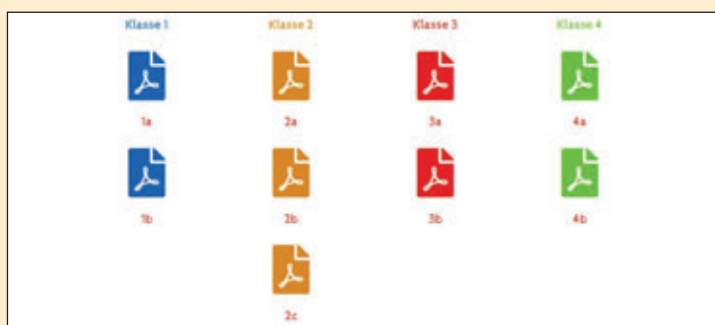 Klasse 1 Klasse 2 Klasse 3 Klasse 4
1a 2a 3a 4a
1b 2b 3b 4b
2c